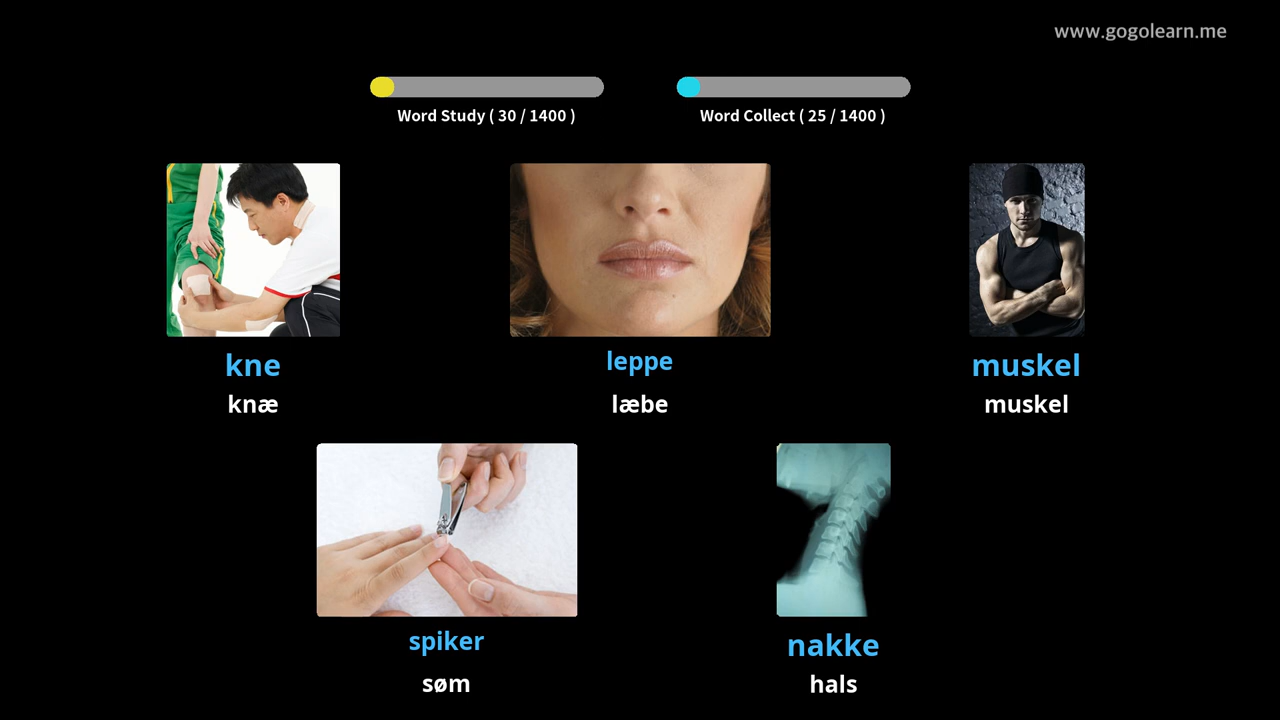 www.gogolearn.me
Word Study ( 30 / 1400 )
Word Collect ( 25 / 1400 )
kne
knæ
leppe
læbe
muskel
muskel
spiker
søm
nakke
hals